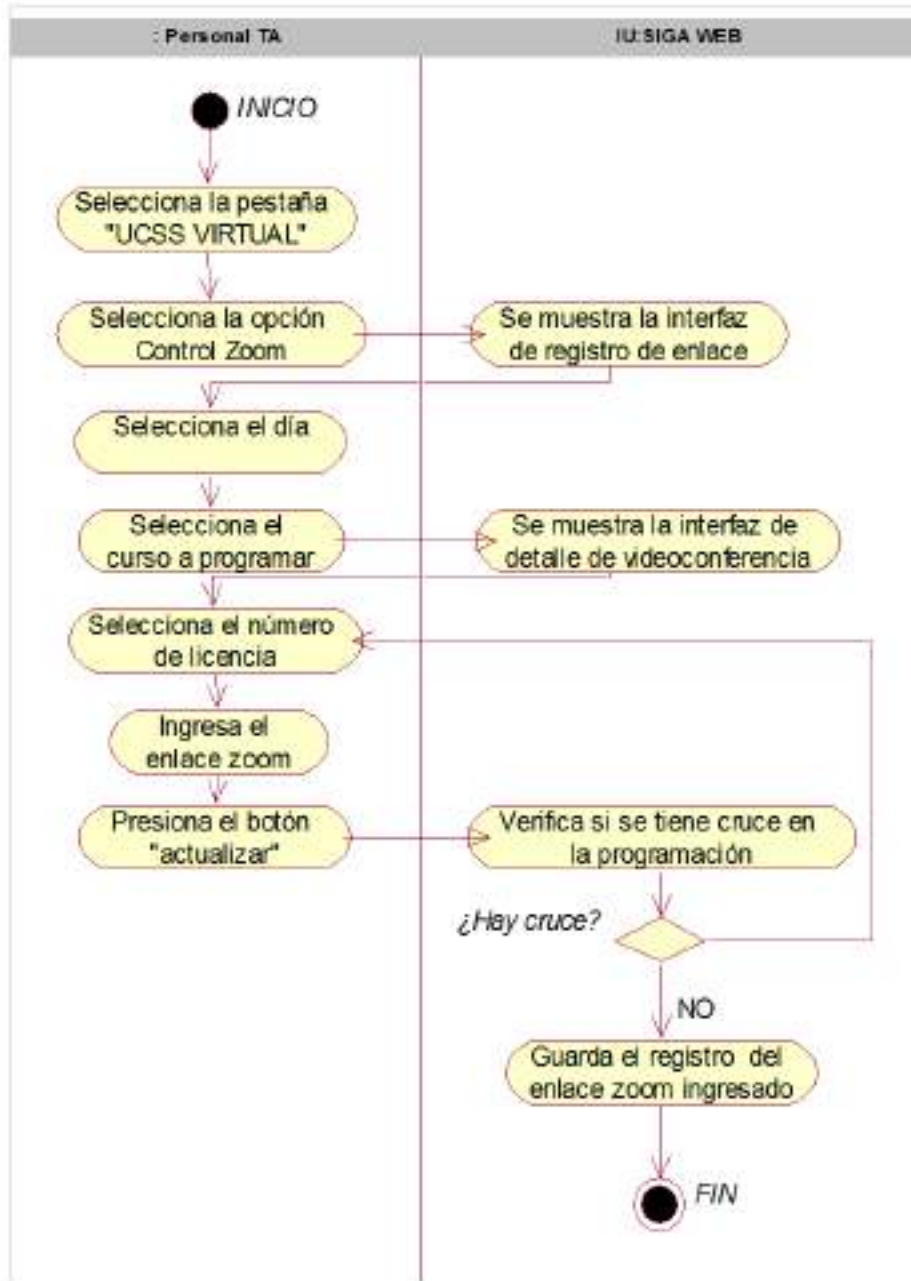 : Personal TA
IU:SIGA WEB
INICIO
Selecciona la pestaña
"UCSS VIRTUAL"
Selecciona la opción
Control Zoom
Se muestra la interfaz
de registro de enlace
Selecciona el día
Selecciona el
curso a programar
Se muestra la interfaz de
detalle de videoconferencia
Selecciona el número
de licencia
Ingresa el
enlace zoom
Presiona el botón
"actualizar"
Verifica si se tiene cruce en
la programación
¿Hay cruce?
NO
Guarda el registro del
enlace zoom ingresado
FIN